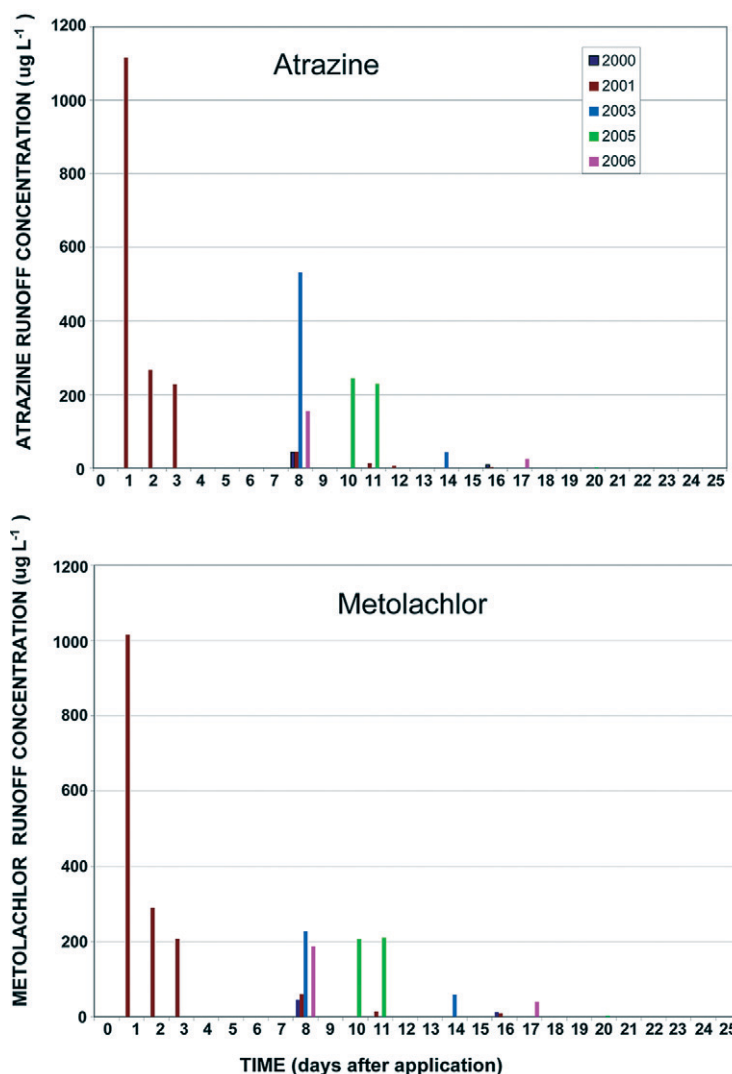 ATRAZINE RUNOFF CONCENTRATION (ug L-1)
1200
1000
800
600
400
200
0
Atrazine
2000
2001
2003
2005
2006
0 1 2 3 4 5 6 7 8 9 10 11 12 13 14 15 16 17 18 19 20 21 22 23 24 25
METOLACHLOR RUNOFF CONCENTRATION (ug L-1)
1200
1000
800
600
400
200
0
Metolachlor
0 1 2 3 4 5 6 7 8 9 10 11 12 13 14 15 16 17 18 19 20 21 22 23 24 25
TIME (days after application)